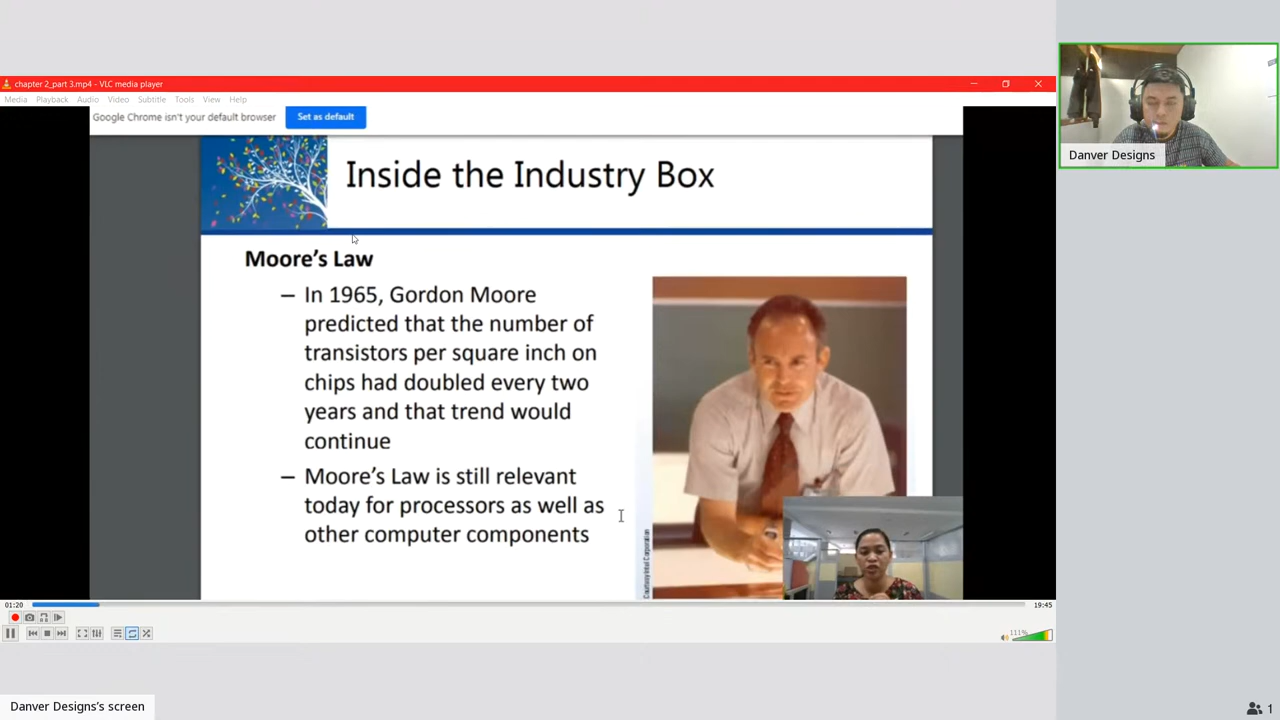 chapter 2_part 3.mp4 - VLC media player
Media Playback Audio Video Subtitle Tools View Help
Google Chrome isn't your default browser
Set as default
Inside the Industry Box
Moore's Law
– In 1965, Gordon Moore
predicted that the number of
transistors per square inch on
chips had doubled every two
years and that trend would
continue
– Moore's Law is still relevant
today for processors as well as
other computer components
Courtesy Intel Corporation
01:20
19:45
111%
Danver Designs
Danver Designs's screen
1